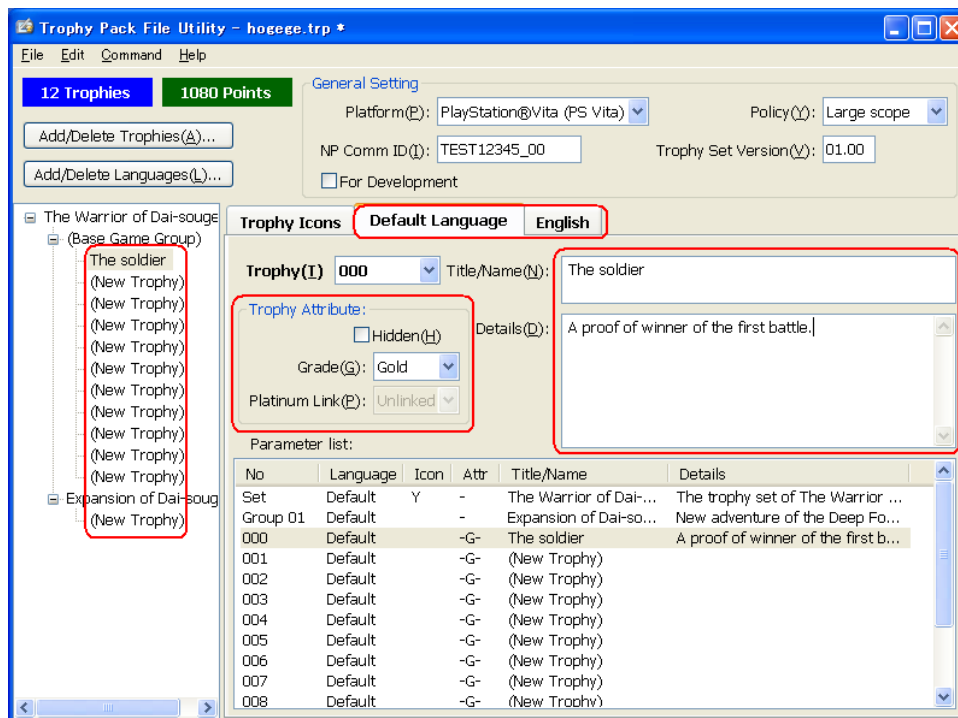 Trophy Pack File Utility - hogege.trp *
File Edit Command Help
12 Trophies 1080 Points
General Setting
Platform(P): PlayStation®Vita (PS Vita) Policy(Y): Large scope
Add/Delete Trophies(A)...
NP Comm ID(I): TEST12345_00 Trophy Set Version(V): 01.00
Add/Delete Languages(L)...
For Development
The Warrior of Dai-souge
(Base Game Group)
The soldier
(New Trophy)
(New Trophy)
(New Trophy)
(New Trophy)
(New Trophy)
(New Trophy)
(New Trophy)
(New Trophy)
(New Trophy)
(New Trophy)
Expansion of Dai-soug
(New Trophy)
Trophy Icons Default Language English
Trophy(I) 000 Title/Name(N): The soldier
Trophy Attribute:
Hidden(H)
Grade(G): Gold
Platinum Link(P): Unlinked
Details(D): A proof of winner of the first battle.
Parameter list:
No Language Icon Attr Title/Name Details
Set Default Y - The Warrior of Dai-... The trophy set of The Warrior ...
Group 01 Default - Expansion of Dai-so... New adventure of the Deep Fo...
000 Default -G- The soldier A proof of winner of the first b...
001 Default -G- (New Trophy)
002 Default -G- (New Trophy)
003 Default -G- (New Trophy)
004 Default -G- (New Trophy)
005 Default -G- (New Trophy)
006 Default -G- (New Trophy)
007 Default -G- (New Trophy)
008 Default -G- (New Trophy)